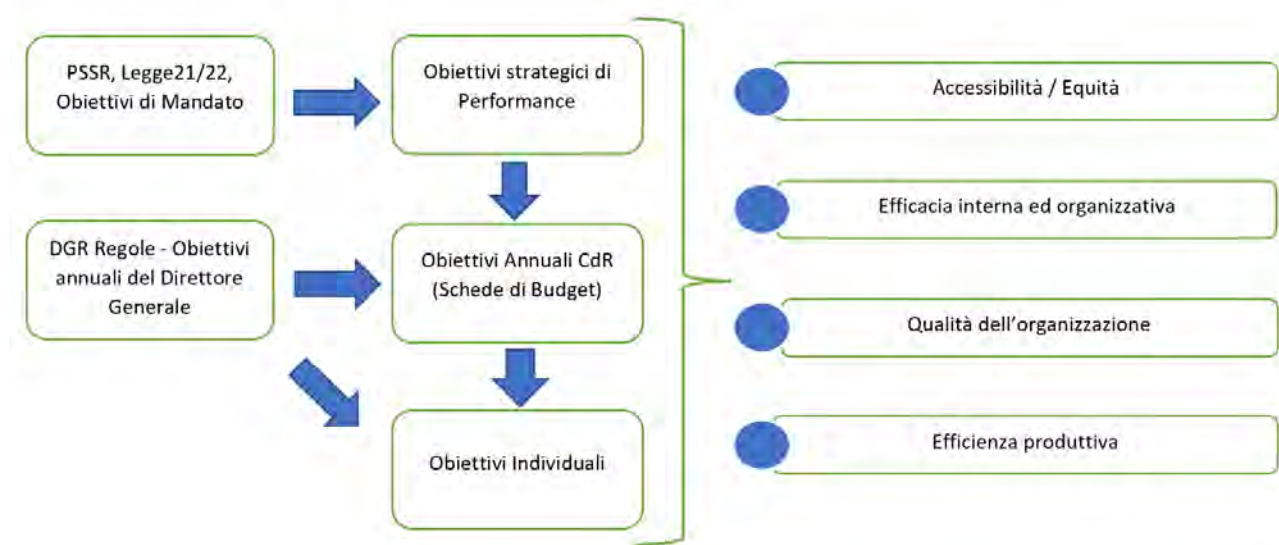 PSSR, Legge21/22,
Obiettivi di Mandato
Obiettivi strategici di
Performance
DGR Regole - Obiettivi
annuali del Direttore
Generale
Obiettivi Annuali CdR
(Schede di Budget)
Obiettivi Individuali
Accessibilità / Equità
Efficacia interna ed organizzativa
Qualità dell'organizzazione
Efficienza produttiva